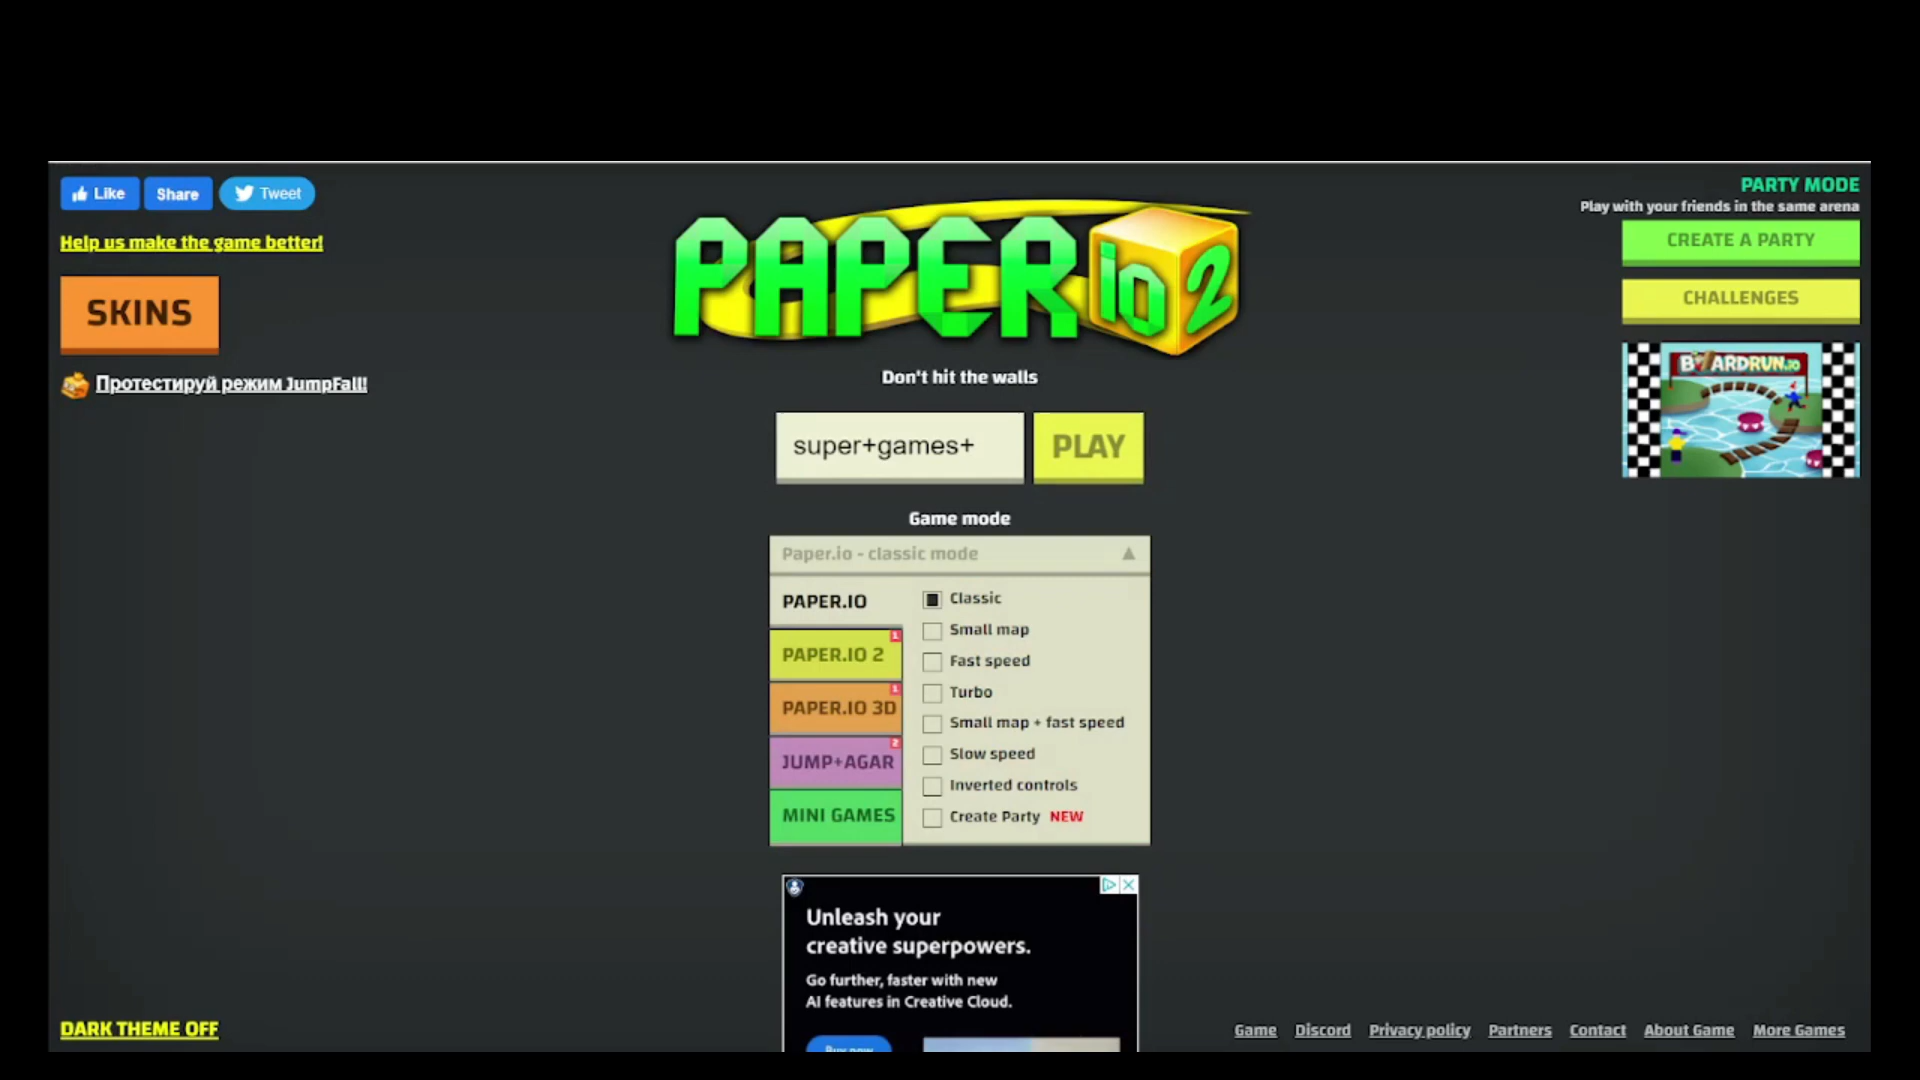 Like
Share
Tweet
Help us make the game better!
SKINS
Протестируй режим JumpFall!
PAPER io 2
Don't hit the walls
super+games+
PLAY
Game mode
Paper.io - classic mode
PAPER.IO
PAPER.IO 2
1
PAPER.IO 3D
1
JUMP+AGAR
2
MINI GAMES
Classic
Small map
Fast speed
Turbo
Small map + fast speed
Slow speed
Inverted controls
Create Party NEW
PARTY MODE
Play with your friends in the same arena
CREATE A PARTY
CHALLENGES
BOARDRUN.IO
Unleash your
creative superpowers.
Go further, faster with new
AI features in Creative Cloud.
Buy now
DARK THEME OFF
Game Discord Privacy policy Partners Contact About Game More Games